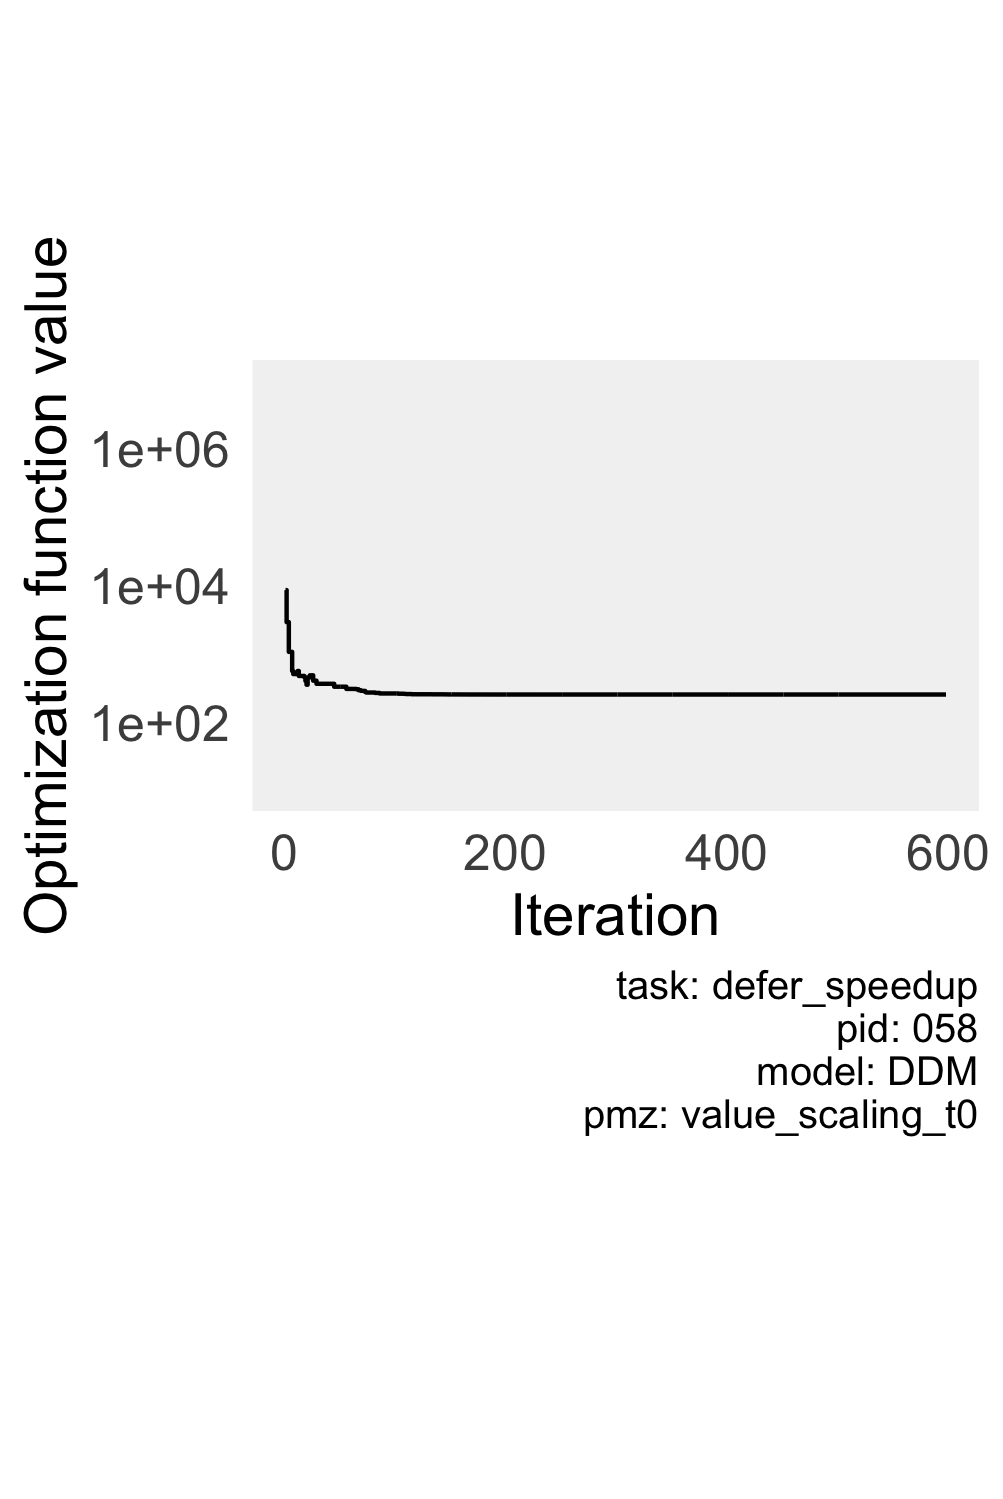 Optimization function value
1e+06
1e+04
1e+02
0 200 400 600
Iteration
task: defer_speedup
pid: 058
model: DDM
pmz: value_scaling_t0